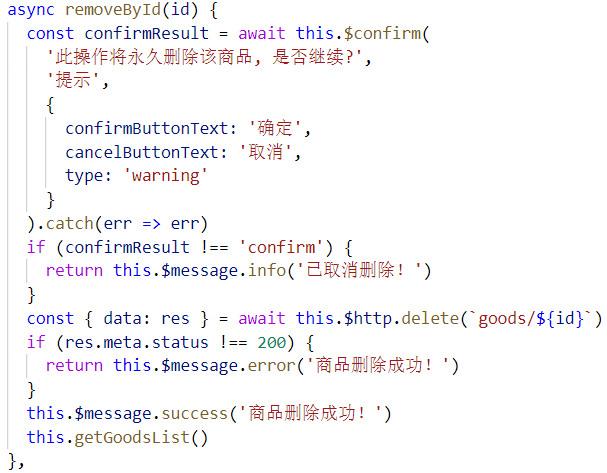 async removeById(id) {
const confirmResult = await this.$confirm(
'此操作将永久删除该商品, 是否继续?',
'提示',
{
confirmButtonText: '确定',
cancelButtonText: '取消',
type: 'warning'
}
).catch(err => err)
if (confirmResult !== 'confirm') {
return this.$message.info('已取消删除！')
}
const { data: res } = await this.$http.delete(`goods/${id}`)
if (res.meta.status !== 200) {
return this.$message.error('商品删除成功！')
}
this.$message.success('商品删除成功！')
this.getGoodsList()
},